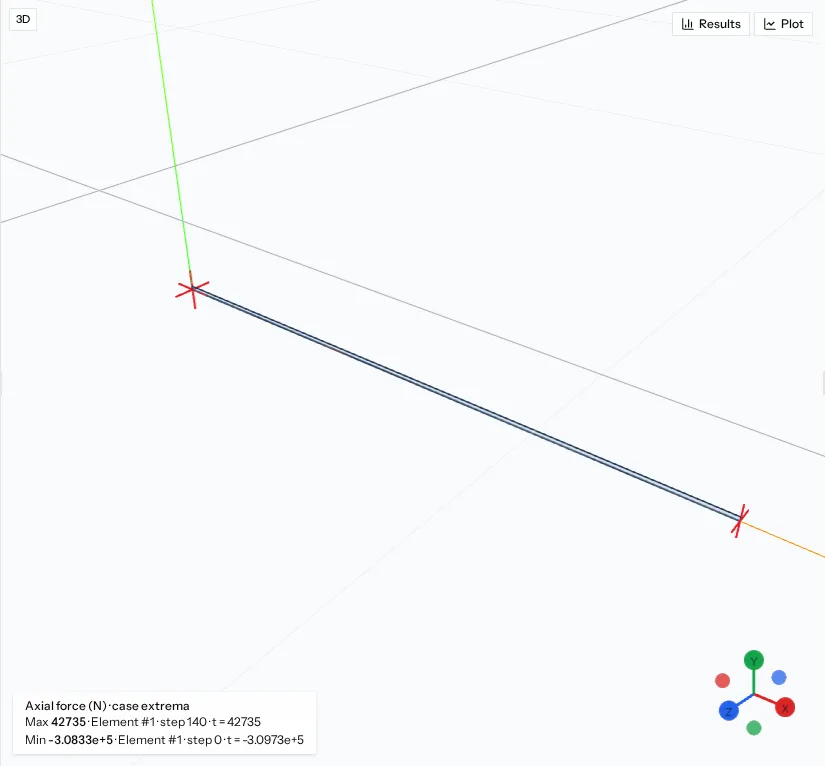 3D
Results
Plot
Y
Z
X
Axial force (N)·case extrema
Max 42735·Element #1·step 140·t = 42735
Min -3.0833e+5·Element #1·step 0·t = -3.0973e+5